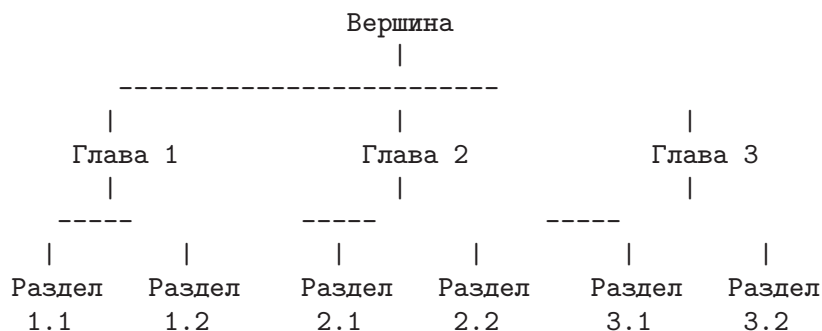 Вершина
|
-------------------------
| | |
Глава 1 Глава 2 Глава 3
| | |
----- ----- -----
| | | | | |
Раздел Раздел Раздел Раздел Раздел Раздел
1.1 1.2 2.1 2.2 3.1 3.2